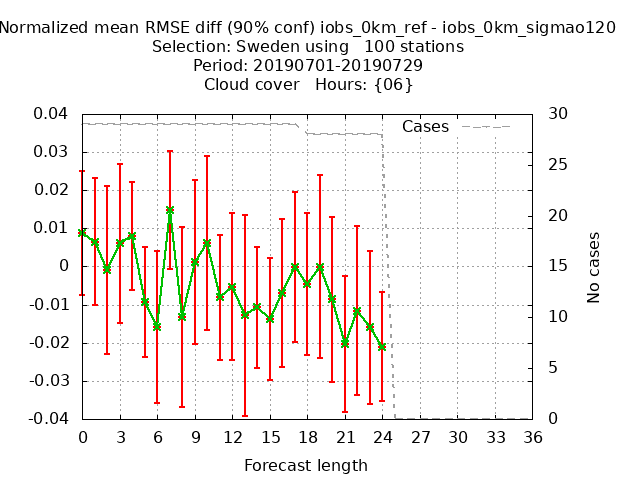 Normalized mean RMSE diff (90% conf) iobs_0km_ref - iobs_0km_sigmao120
Selection: Sweden using 100 stations
Period: 20190701-20190729
Cloud cover Hours: {06}
Cases
0.04
0.03
0.02
0.01
0
-0.01
-0.02
-0.03
-0.04
30
25
20
15
10
5
0
No cases
0 3 6 9 12 15 18 21 24 27 30 33 36
Forecast length